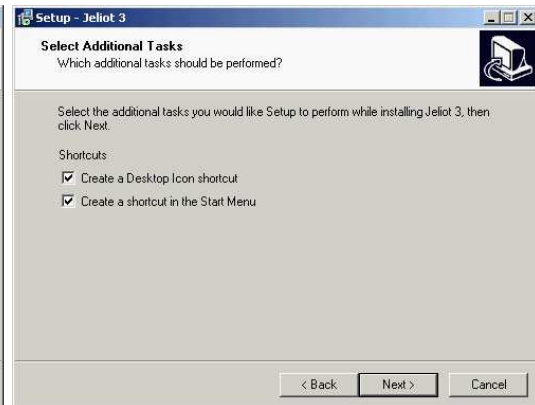 Setup - Jeliot 3
Select Additional Tasks
Which additional tasks should be performed?
Select the additional tasks you would like Setup to perform while installing Jeliot 3, then
click Next.
Shortcuts
Create a Desktop Icon shortcut
Create a shortcut in the Start Menu
< Back Next > Cancel